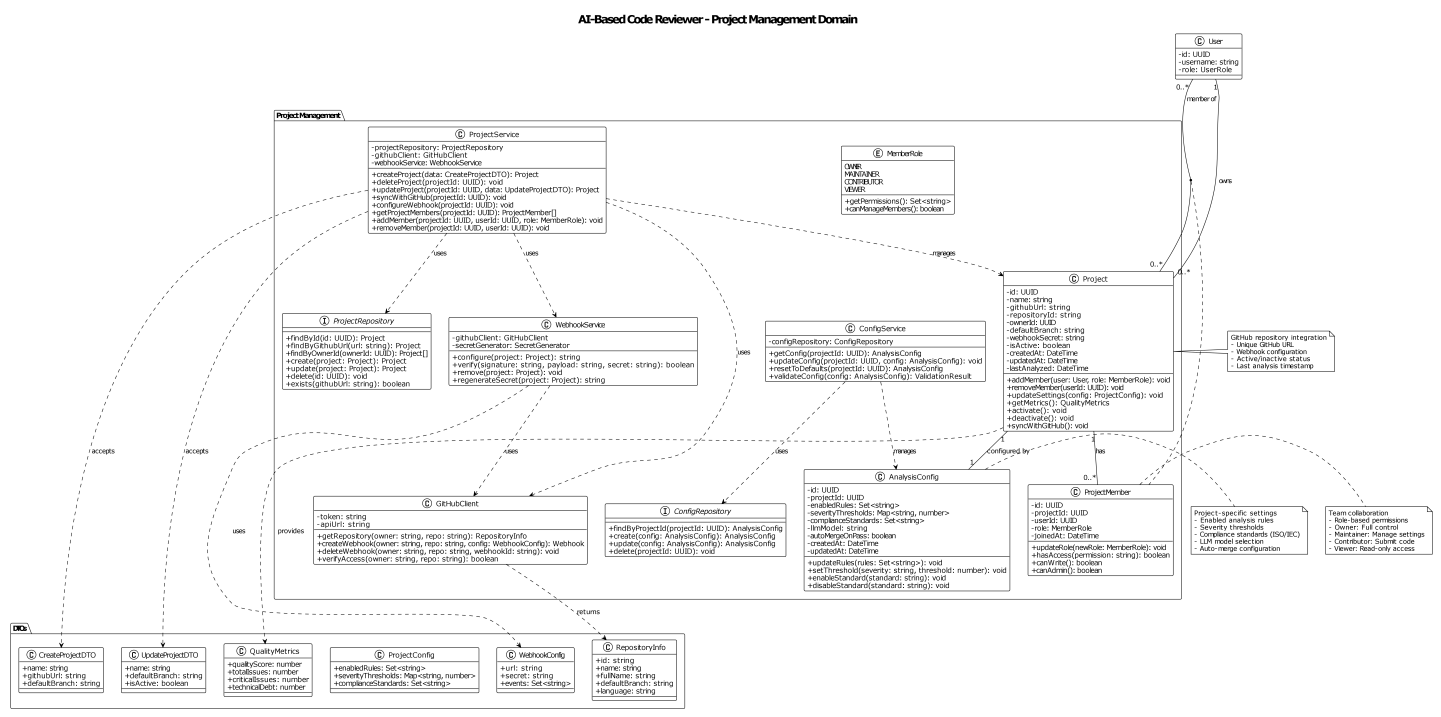 AI-Based Code Reviewer - Project Management Domain
C User
-id: UUID
-username: string
-role: UserRole
0..*
1
member of
owns
Project Management
C ProjectService
-projectRepository: ProjectRepository
-githubClient: GitHubClient
-webhookService: WebhookService
+createProject(data: CreateProjectDTO): Project
+deleteProject(projectId: UUID): void
+updateProject(projectId: UUID, data: UpdateProjectDTO): Project
+syncWithGitHub(projectId: UUID): void
+configureWebhook(projectId: UUID): void
+getProjectMembers(projectId: UUID): ProjectMember[]
+addMember(projectId: UUID, userId: UUID, role: MemberRole): void
+removeMember(projectId: UUID, userId: UUID): void
E MemberRole
OWNER
MAINTAINER
CONTRIBUTOR
VIEWER
+getPermissions(): Set<string>
+canManageMembers(): boolean
uses
uses
manages
0..*
0..*
C Project
-id: UUID
-name: string
-githubUrl: string
-repositoryId: string
-ownerId: UUID
-defaultBranch: string
-webhookSecret: string
-isActive: boolean
-createdAt: DateTime
-updatedAt: DateTime
-lastAnalyzed: DateTime
+addMember(user: User, role: MemberRole): void
+removeMember(userId: UUID): void
+updateSettings(config: ProjectConfig): void
+getMetrics(): QualityMetrics
+activate(): void
+deactivate(): void
+syncWithGitHub(): void
GitHub repository integration
- Unique GitHub URL
- Webhook configuration
- Active/inactive status
- Last analysis timestamp
I ProjectRepository
+findById(id: UUID): Project
+findByGithubUrl(url: string): Project
+findByOwnerId(ownerId: UUID): Project[]
+create(project: Project): Project
+update(project: Project): Project
+delete(id: UUID): void
+exists(githubUrl: string): boolean
C WebhookService
-githubClient: GitHubClient
-secretGenerator: SecretGenerator
+configure(project: Project): string
+verify(signature: string, payload: string, secret: string): boolean
+remove(project: Project): void
+regenerateSecret(project: Project): string
C ConfigService
-configRepository: ConfigRepository
+getConfig(projectId: UUID): AnalysisConfig
+updateConfig(projectId: UUID, config: AnalysisConfig): void
+resetToDefaults(projectId: UUID): AnalysisConfig
+validateConfig(config: AnalysisConfig): ValidationResult
uses
accepts
accepts
uses
uses
manages
1
configured by
1
1
has
0..*
C GitHubClient
-token: string
-apiUrl: string
+getRepository(owner: string, repo: string): RepositoryInfo
+createWebhook(owner: string, repo: string, config: WebhookConfig): Webhook
+deleteWebhook(owner: string, repo: string, webhookId: string): void
+verifyAccess(owner: string, repo: string): boolean
I ConfigRepository
+findByProjectId(projectId: UUID): AnalysisConfig
+create(config: AnalysisConfig): AnalysisConfig
+update(config: AnalysisConfig): AnalysisConfig
+delete(projectId: UUID): void
C AnalysisConfig
-id: UUID
-projectId: UUID
-enabledRules: Set<string>
-severityThresholds: Map<string, number>
-complianceStandards: Set<string>
-llmModel: string
-autoMergeOnPass: boolean
-createdAt: DateTime
-updatedAt: DateTime
+updateRules(rules: Set<string>): void
+setThreshold(severity: string, threshold: number): void
+enableStandard(standard: string): void
+disableStandard(standard: string): void
C ProjectMember
-id: UUID
-projectId: UUID
-userId: UUID
-role: MemberRole
-joinedAt: DateTime
+updateRole(newRole: MemberRole): void
+hasAccess(permission: string): boolean
+canWrite(): boolean
+canAdmin(): boolean
Project-specific settings
- Enabled analysis rules
- Severity thresholds
- Compliance standards (ISO/IEC)
- LLM model selection
- Auto-merge configuration
Team collaboration
- Role-based permissions
- Owner: Full control
- Maintainer: Manage settings
- Contributor: Submit code
- Viewer: Read-only access
uses
provides
returns
DTOs
C CreateProjectDTO
+name: string
+githubUrl: string
+defaultBranch: string
C UpdateProjectDTO
+name: string
+defaultBranch: string
+isActive: boolean
C QualityMetrics
+qualityScore: number
+totalIssues: number
+criticalIssues: number
+technicalDebt: number
C ProjectConfig
+enabledRules: Set<string>
+severityThresholds: Map<string, number>
+complianceStandards: Set<string>
C WebhookConfig
+url: string
+secret: string
+events: Set<string>
C RepositoryInfo
+id: string
+name: string
+fullName: string
+defaultBranch: string
+language: string